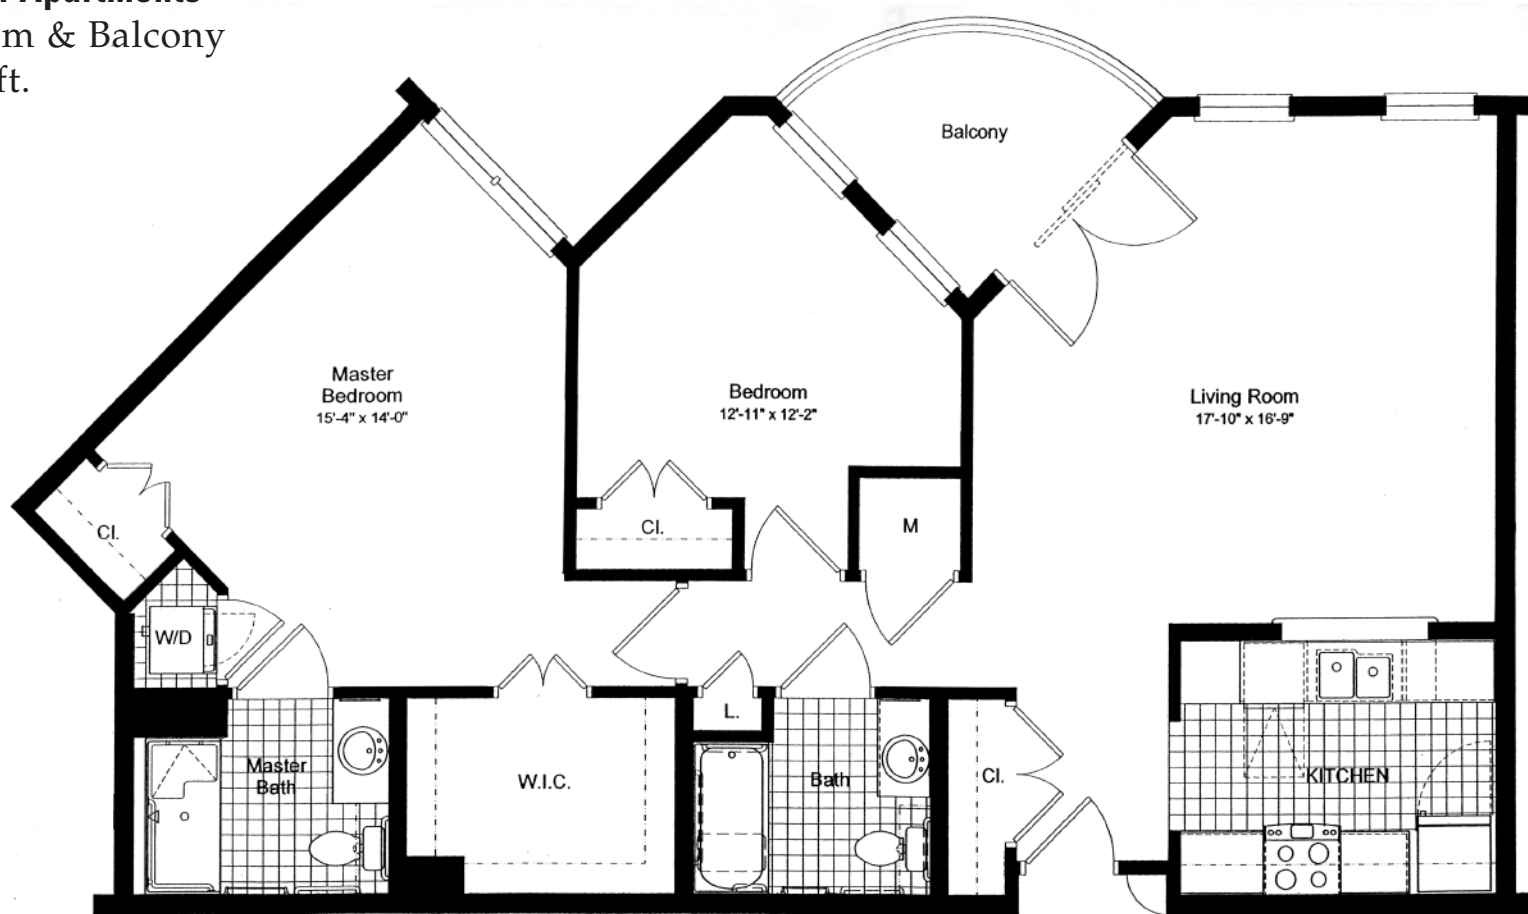 Apartments
m & Balcony
ft.
Balcony
Master
Bedroom
15'-4" x 14'-0"
Bedroom
12'-11" x 12'-2"
Living Room
17'-10" x 16'-9"
Cl.
Cl.
M
W/D
L.
Master
Bath
W.I.C.
Bath
Cl.
KITCHEN